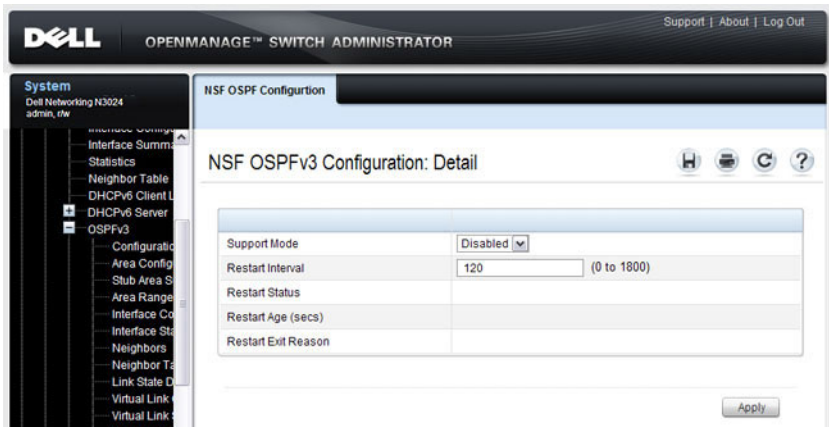 Support | About | Log Out
DELL
OPENMANAGE™ SWITCH ADMINISTRATOR
System
Dell Networking N3024
admin, r/w
NSF OSPF Configurtion
Interface Summa
Statistics
Neighbor Table
DHCPv6 Client L
DHCPv6 Server
OSPFv3
Configuratio
Area Config
Stub Area S
Area Range
Interface Co
Interface Sta
Neighbors
Neighbor Ta
Link State D
Virtual Link
Virtual Link
NSF OSPFv3 Configuration: Detail
Support Mode
Disabled
Restart Interval
120
(0 to 1800)
Restart Status
Restart Age (secs)
Restart Exit Reason
Apply